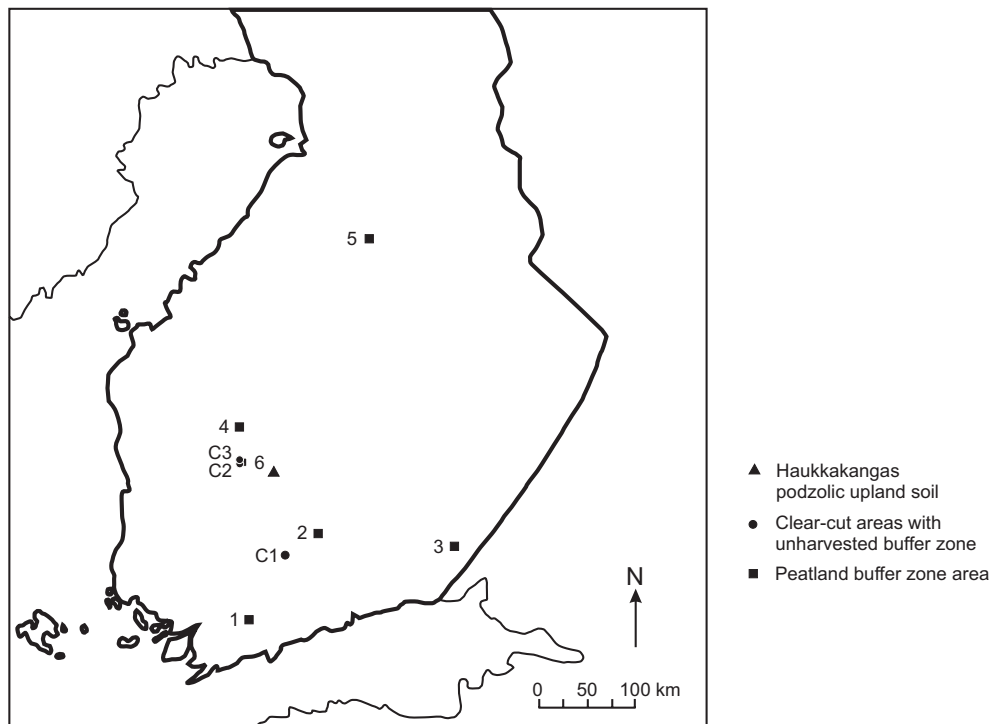 5
4
C3
C2
6
2
C1
3
1
N
0 50 100 km
Haukkakangas
podzolic upland soil
Clear-cut areas with
unharvested buffer zone
Peatland buffer zone area